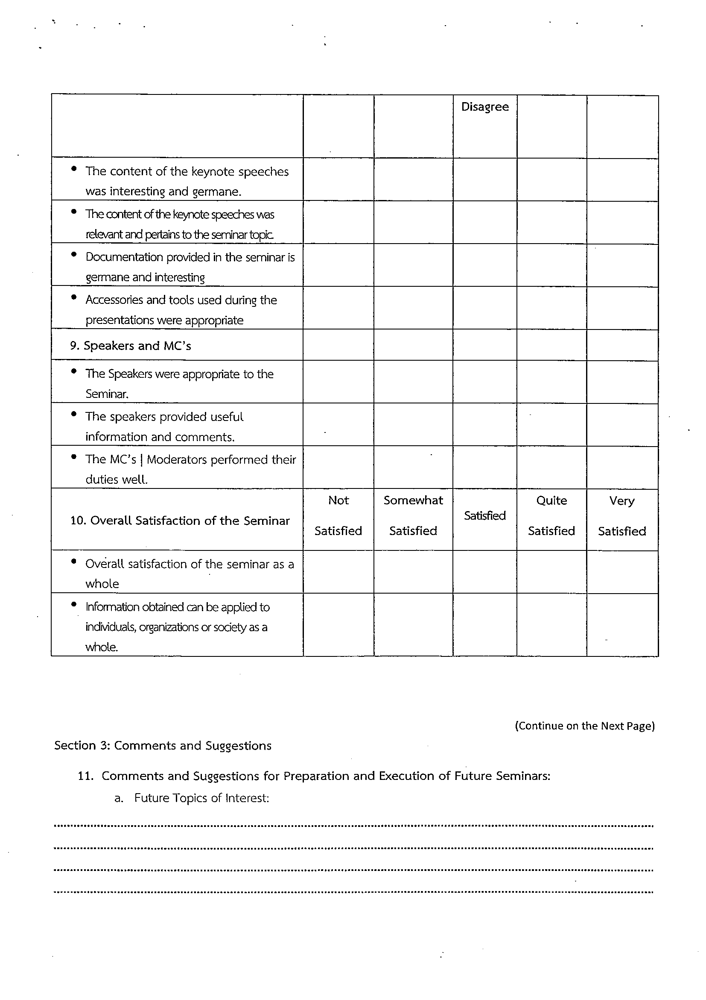 Disagree
• The content of the keynote speeches
was interesting and germane.
• The content of the keynote speeches was
relevant and pertains to the seminar topic.
• Documentation provided in the seminar is
germane and interesting
• Accessories and tools used during the
presentations were appropriate
9. Speakers and MC's
• The Speakers were appropriate to the
Seminar.
• The speakers provided useful
information and comments.
• The MC's | Moderators performed their
duties well.
10. Overall Satisfaction of the Seminar
Not
Satisfied
Somewhat
Satisfied
Satisfied
Quite
Satisfied
Very
Satisfied
• Overall satisfaction of the seminar as a
whole
• Information obtained can be applied to
individuals, organizations or society as a
whole.
(Continue on the Next Page)
Section 3: Comments and Suggestions
11. Comments and Suggestions for Preparation and Execution of Future Seminars:
a. Future Topics of Interest: